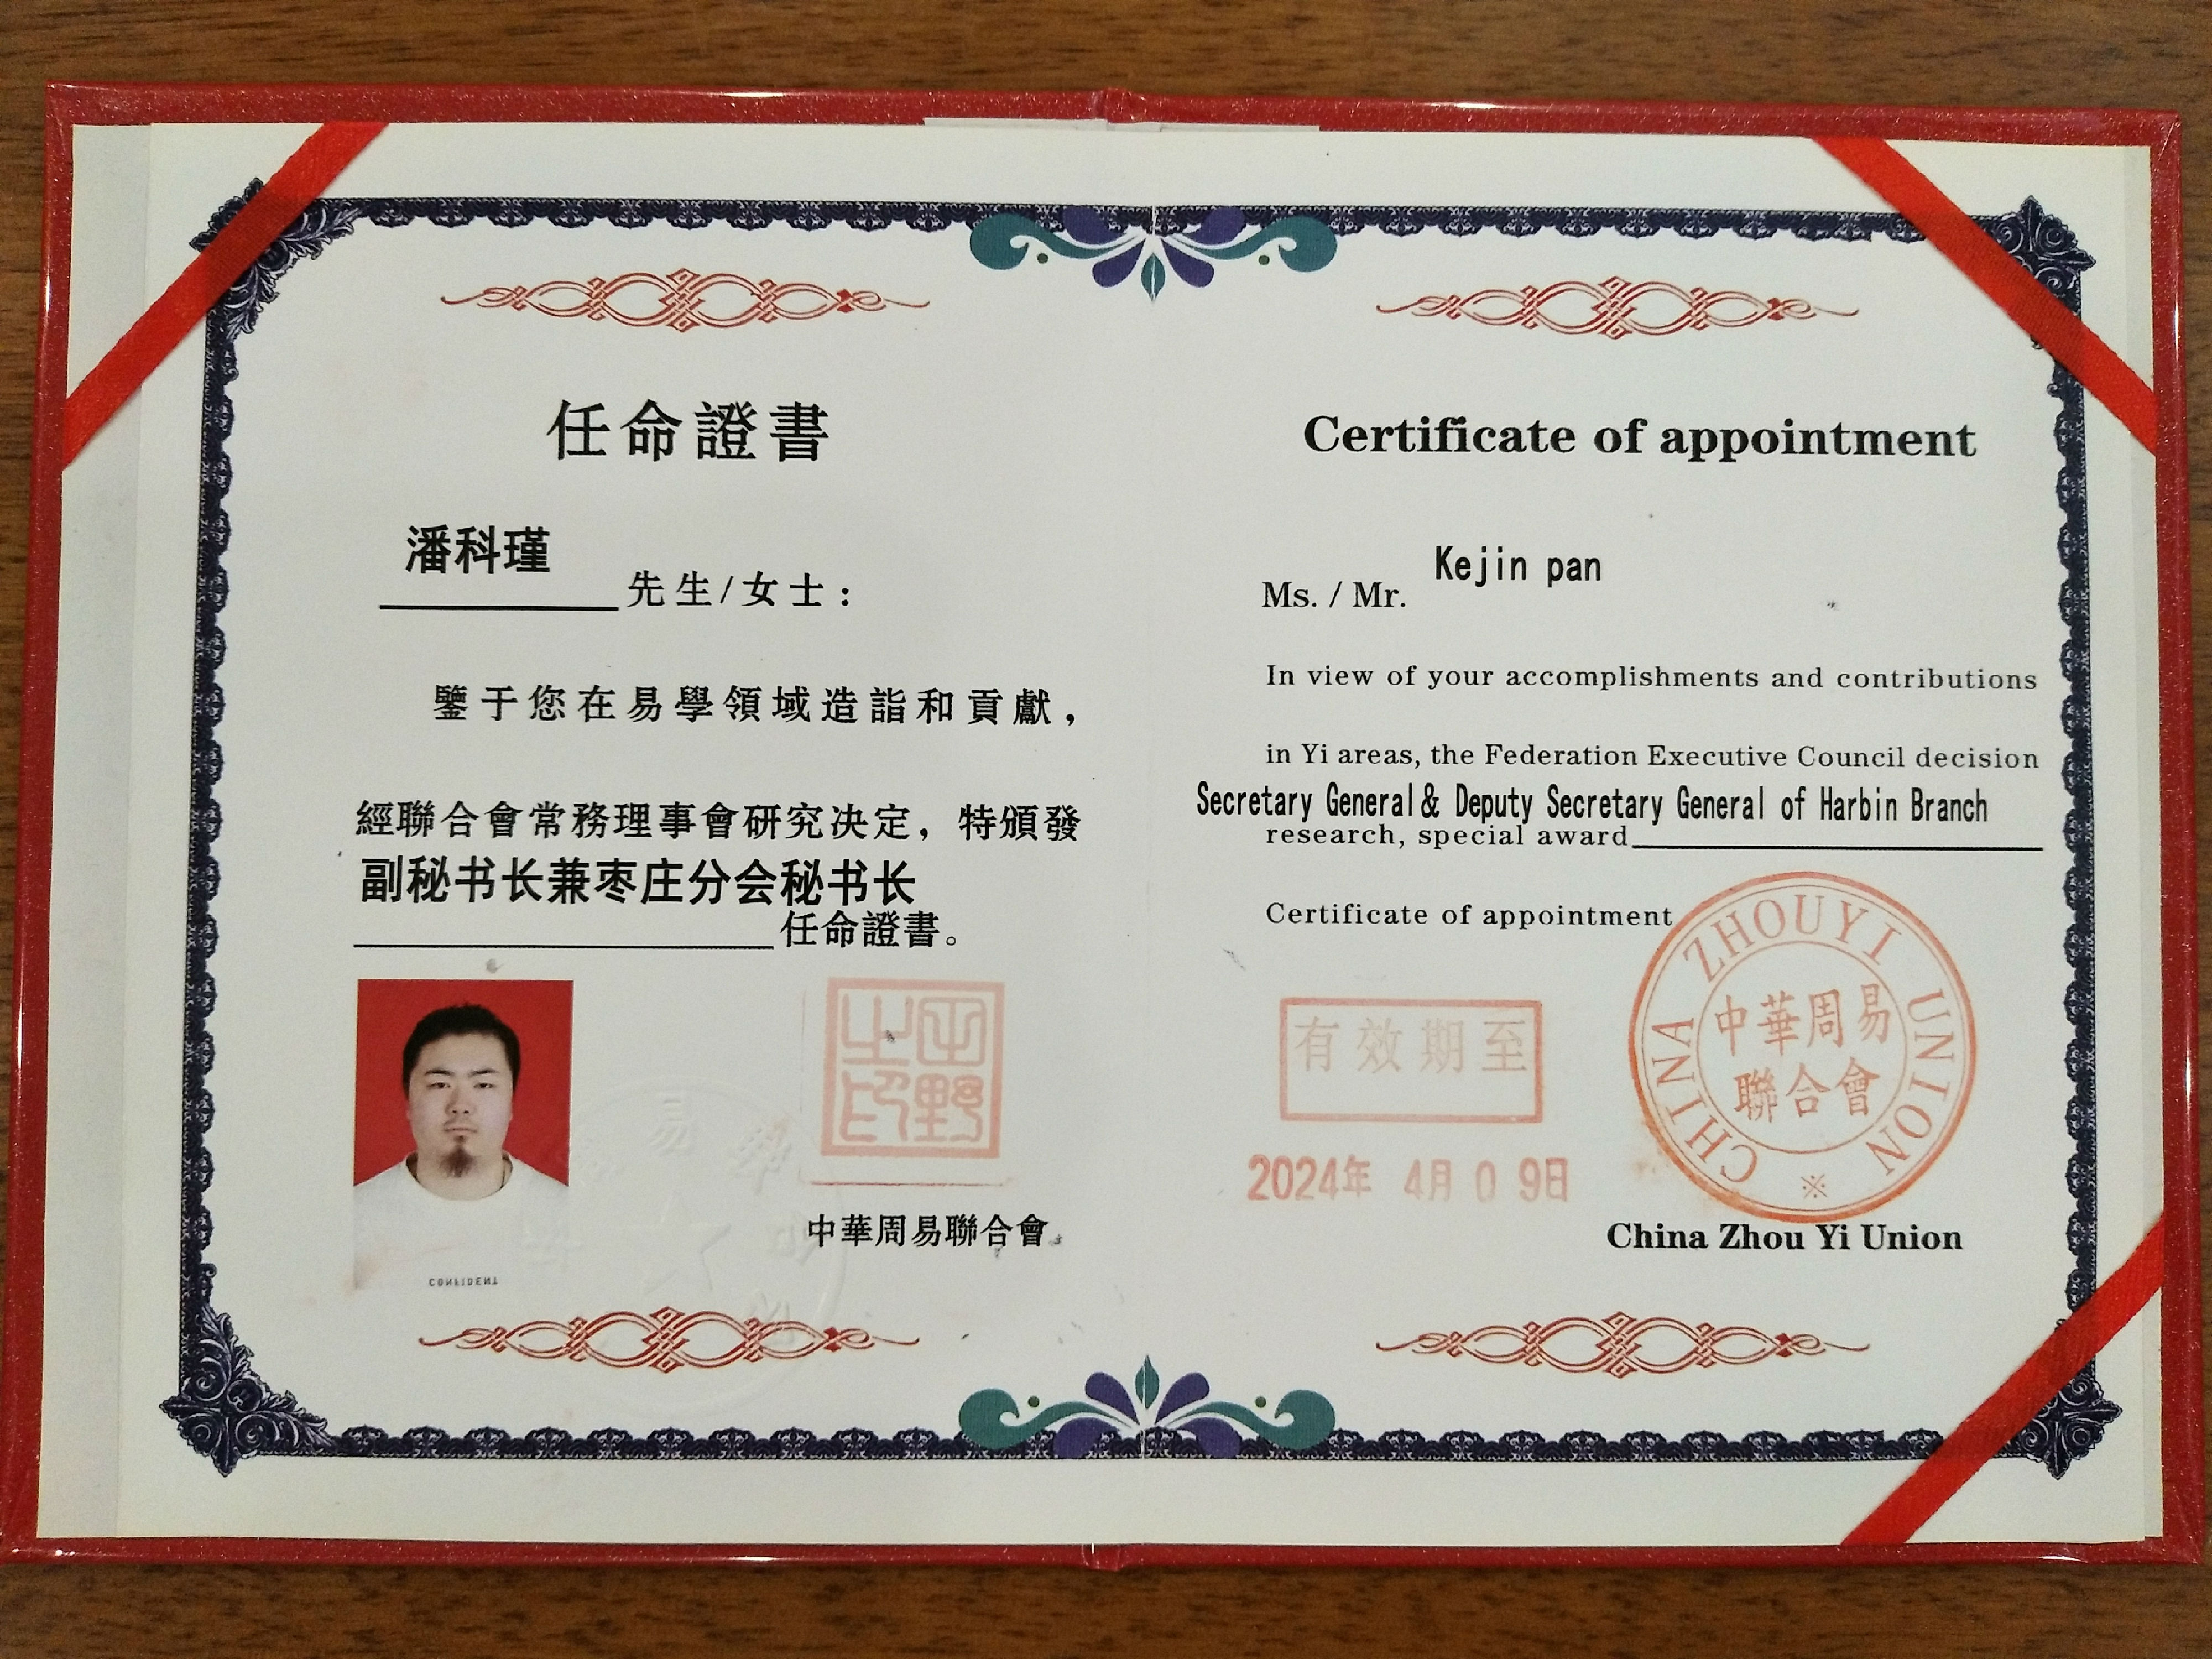 任命證書
潘科瑾
先生/女士：
鑒于您在易學領域造詣和貢獻，
經聯合會常務理事會研究决定，特頒發
副秘书长兼枣庄分会秘书长
任命證書。
中華周易聯合會
CONFIDENT
Certificate of appointment
Kejin pan
Ms. / Mr.
In view of your accomplishments and contributions
in Yi areas, the Federation Executive Council decision
Secretary General& Deputy Secretary General of Harbin Branch
research, special award
Certificate of appointment
有效期至
2024年 4月 0 9日
CHINA ZHOUYI UNION
中華周易
聯合會
China Zhou Yi Union